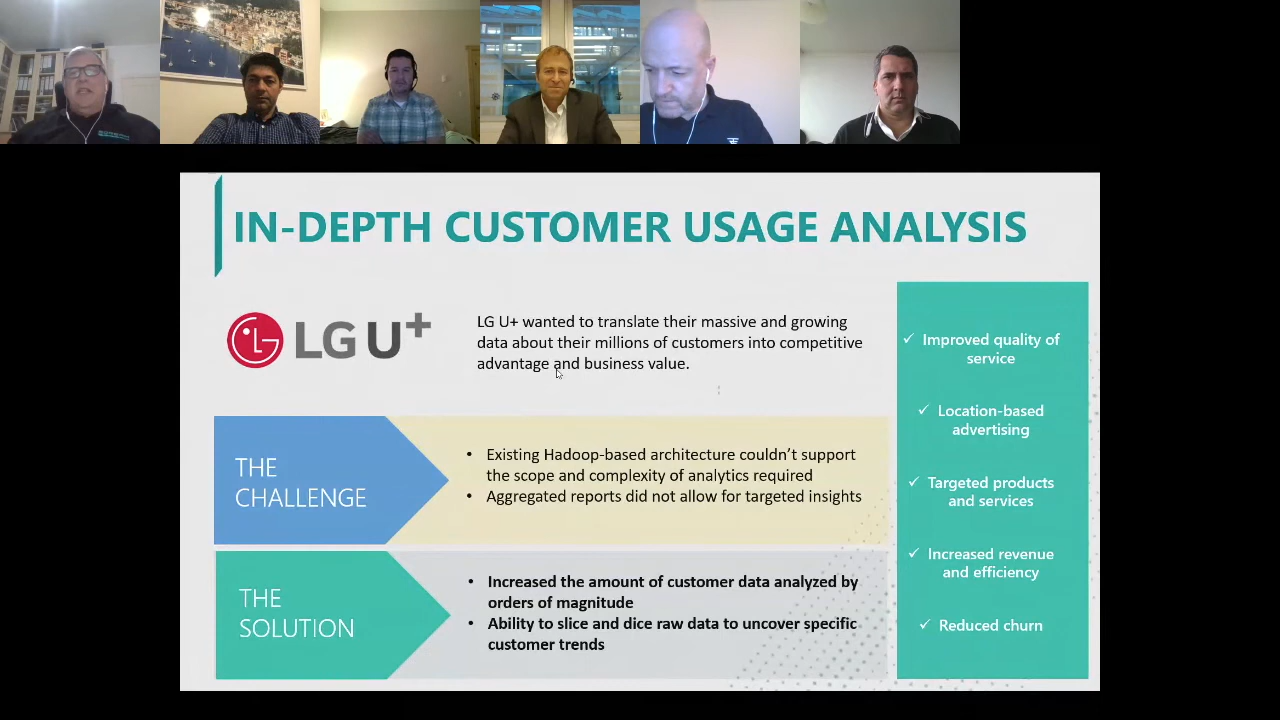 IN-DEPTH CUSTOMER USAGE ANALYSIS
LG U+
LG U+ wanted to translate their massive and growing
data about their millions of customers into competitive
advantage and business value.
THE
CHALLENGE
• Existing Hadoop-based architecture couldn’t support
the scope and complexity of analytics required
• Aggregated reports did not allow for targeted insights
THE
SOLUTION
• Increased the amount of customer data analyzed by
orders of magnitude
• Ability to slice and dice raw data to uncover specific
customer trends
✓ Improved quality of
service
✓ Location-based
advertising
✓ Targeted products
and services
✓ Increased revenue
and efficiency
✓ Reduced churn